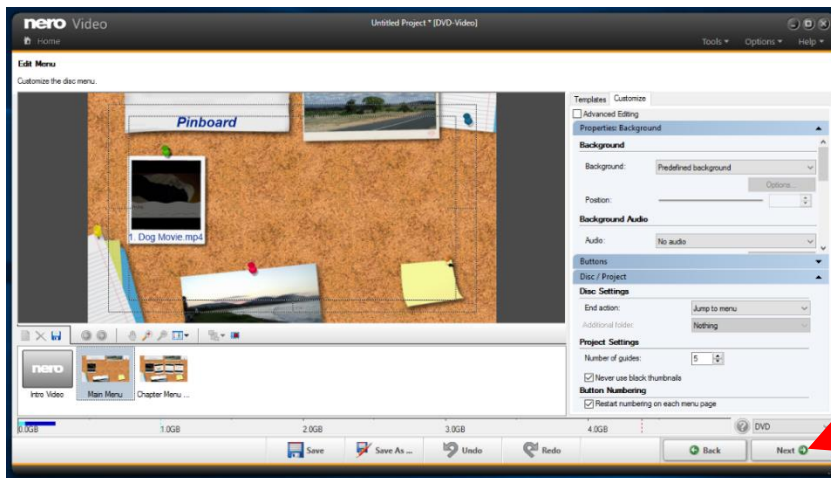 nero Video
Untitled Project * [DVD-Video]
Home
Tools
Options
Help
Edit Menu
Customize the disc menu.
Pinboard
1. Dog Movie.mp4
Templates Customize
Advanced Editing
Properties: Background
Background
Background: Predefined background
Options...
Position:
Background Audio
Audio: No audio
Buttons
Disc / Project
Disc Settings
End action: Jump to menu
Additional folder: Nothing
Project Settings
Number of guides: 5
Never use black thumbnails
Button Numbering
Restart numbering on each menu page
nero
Intro Video
Main Menu
Chapter Menu ...
0.0GB 1.0GB 2.0GB 3.0GB 4.0GB
DVD
Save
Save As ...
Undo
Redo
Back
Next